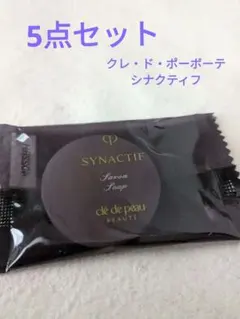 5点セット
クレ・ド・ポーボーテ
シナクティフ
SYNACTIF
Savon
Soap
clé de peau
BEAUTÉ